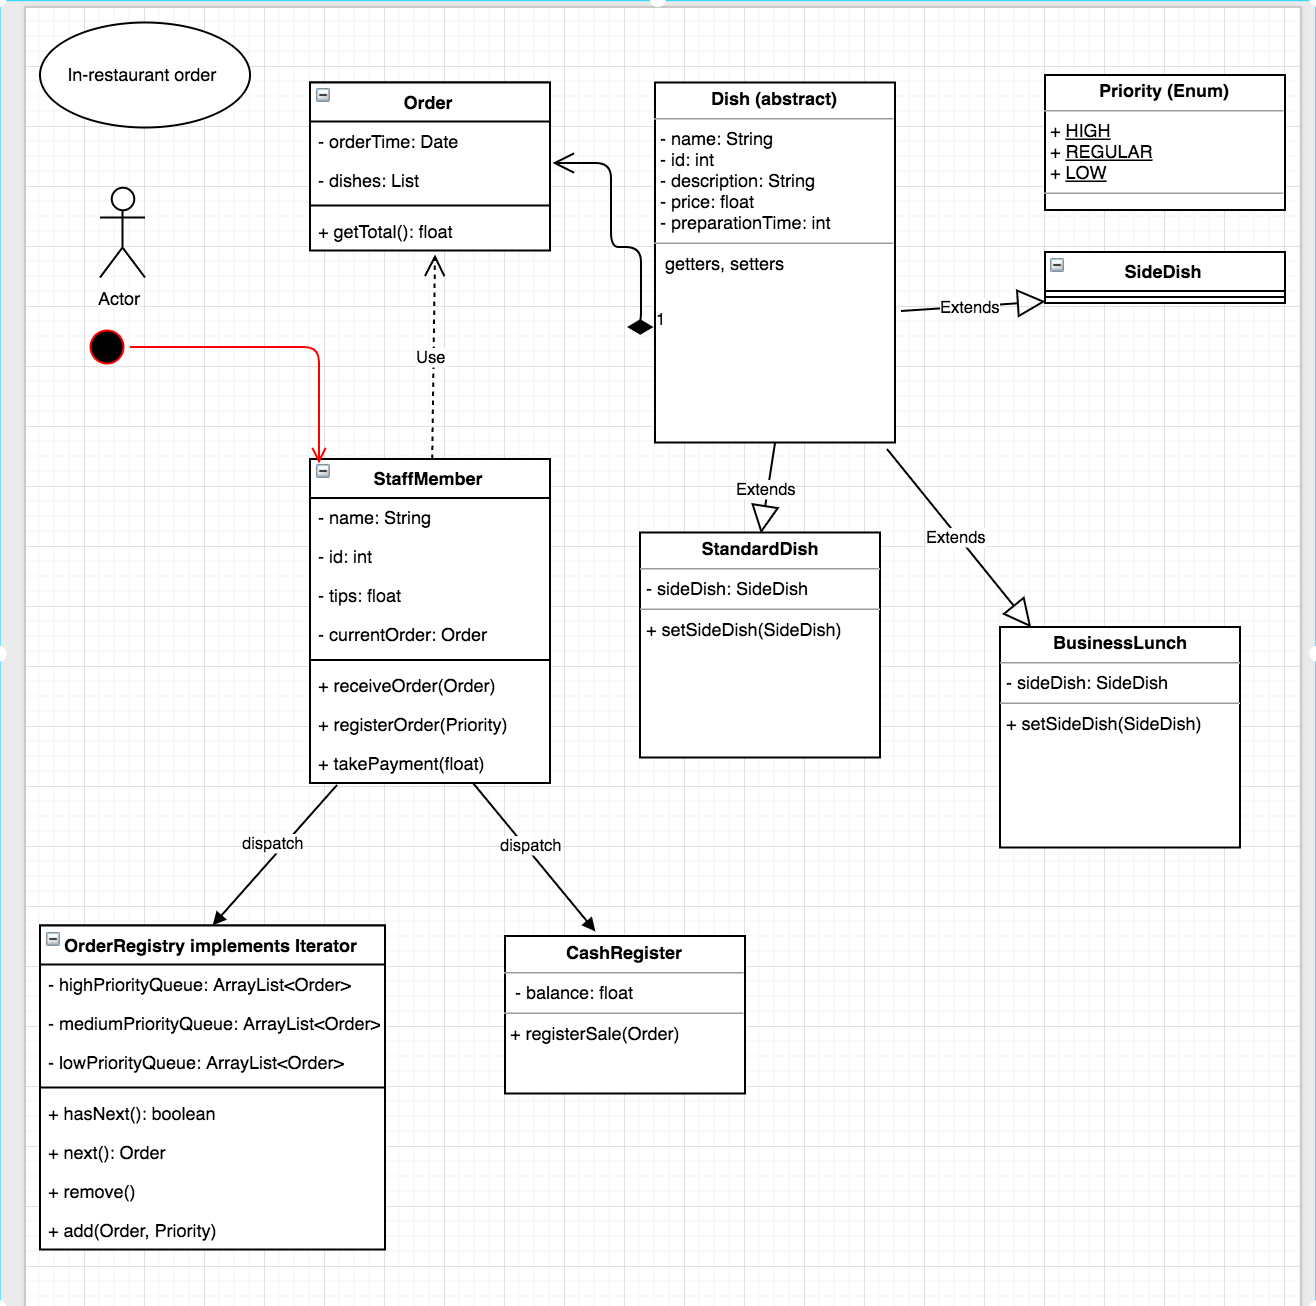 In-restaurant order
Actor
Order
- orderTime: Date
- dishes: List
+ getTotal(): float
Dish (abstract)
- name: String
- id: int
- description: String
- price: float
- preparationTime: int
getters, setters
1
Priority (Enum)
+ HIGH
+ REGULAR
+ LOW
SideDish
Extends
Use
Extends
Extends
StaffMember
- name: String
- id: int
- tips: float
- currentOrder: Order
+ receiveOrder(Order)
+ registerOrder(Priority)
+ takePayment(float)
StandardDish
- sideDish: SideDish
+ setSideDish(SideDish)
BusinessLunch
- sideDish: SideDish
+ setSideDish(SideDish)
dispatch
dispatch
OrderRegistry implements Iterator
- highPriorityQueue: ArrayList<Order>
- mediumPriorityQueue: ArrayList<Order>
- lowPriorityQueue: ArrayList<Order>
+ hasNext(): boolean
+ next(): Order
+ remove()
+ add(Order, Priority)
CashRegister
- balance: float
+ registerSale(Order)